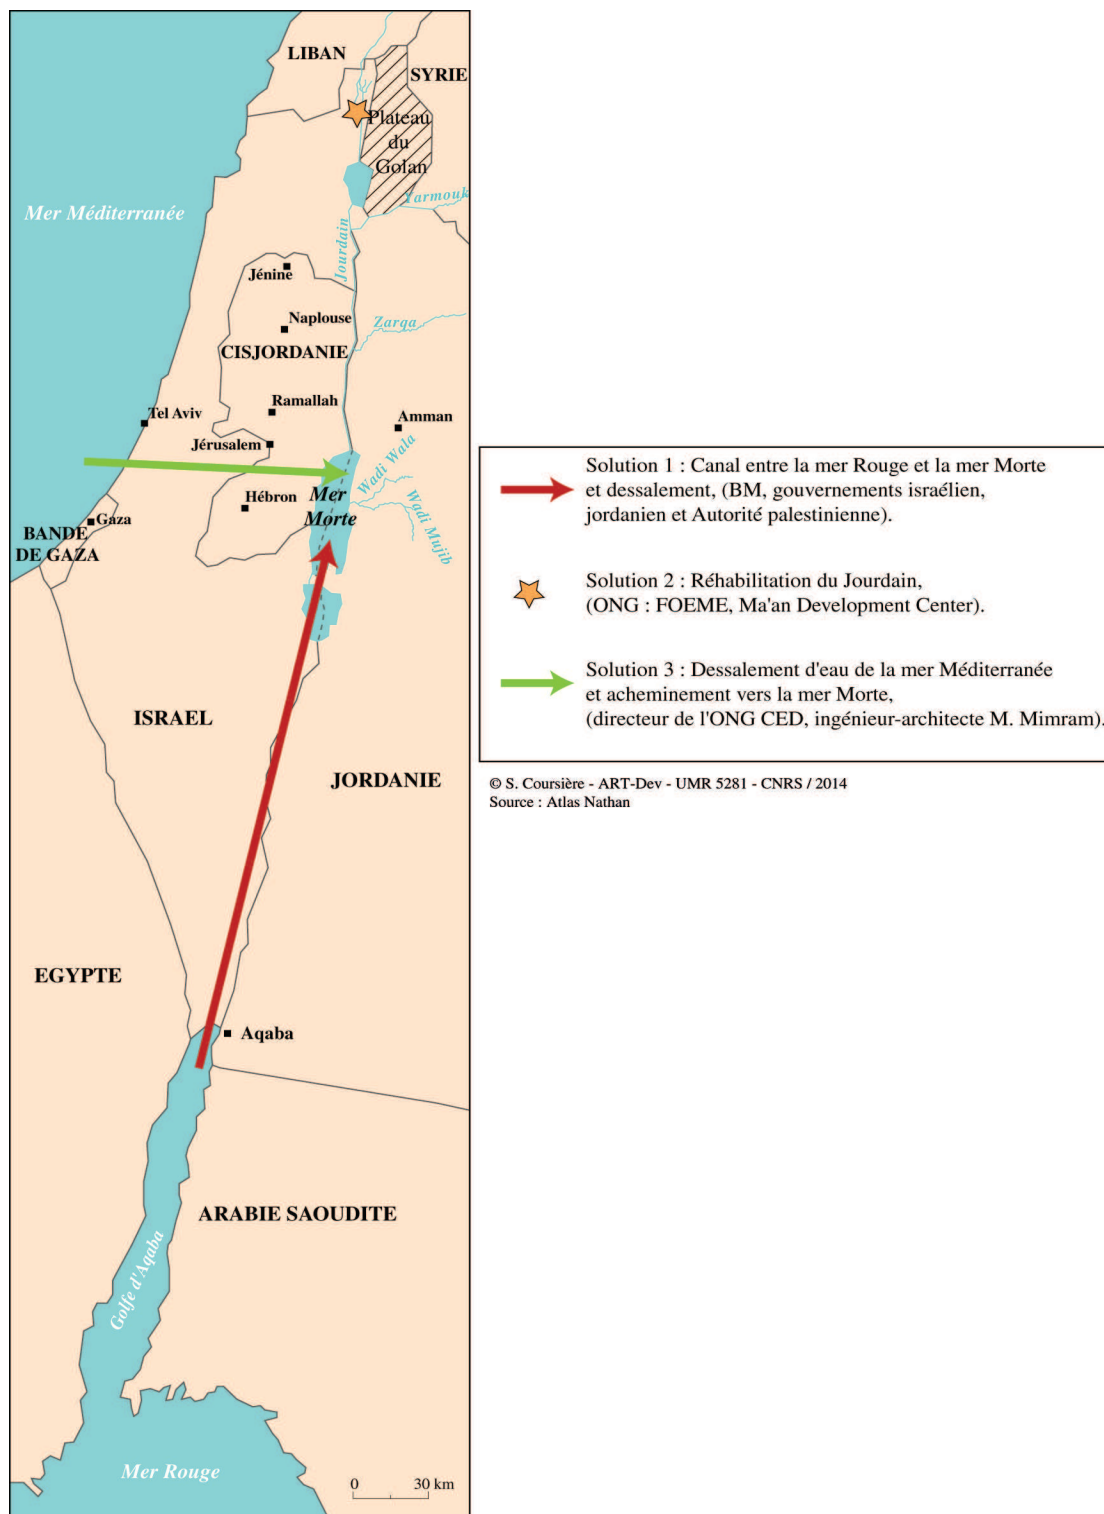 LIBAN
SYRIE
Plateau
du
Golan
Mer Méditerranée
Yarmouk
Jourdain
Jénine
Naplouse
Zarqa
CISJORDANIE
Ramallah
Tel Aviv
Amman
Jérusalem
Wadi Wala
Hébron
Mer
Morte
Wadi Mujib
Gaza
BANDE
DE GAZA
ISRAEL
JORDANIE
EGYPTE
Aqaba
ARABIE SAOUDITE
Golfe d'Aqaba
Mer Rouge
0 30 km
Solution 1 : Canal entre la mer Rouge et la mer Morte
et dessalement, (BM, gouvernements israélien,
jordanien et Autorité palestinienne).
Solution 2 : Réhabilitation du Jourdain,
(ONG : FOEME, Ma'an Development Center).
Solution 3 : Dessalement d'eau de la mer Méditerranée
et acheminement vers la mer Morte,
(directeur de l'ONG CED, ingénieur-architecte M. Mimram).
© S. Coursière - ART-Dev - UMR 5281 - CNRS / 2014
Source : Atlas Nathan